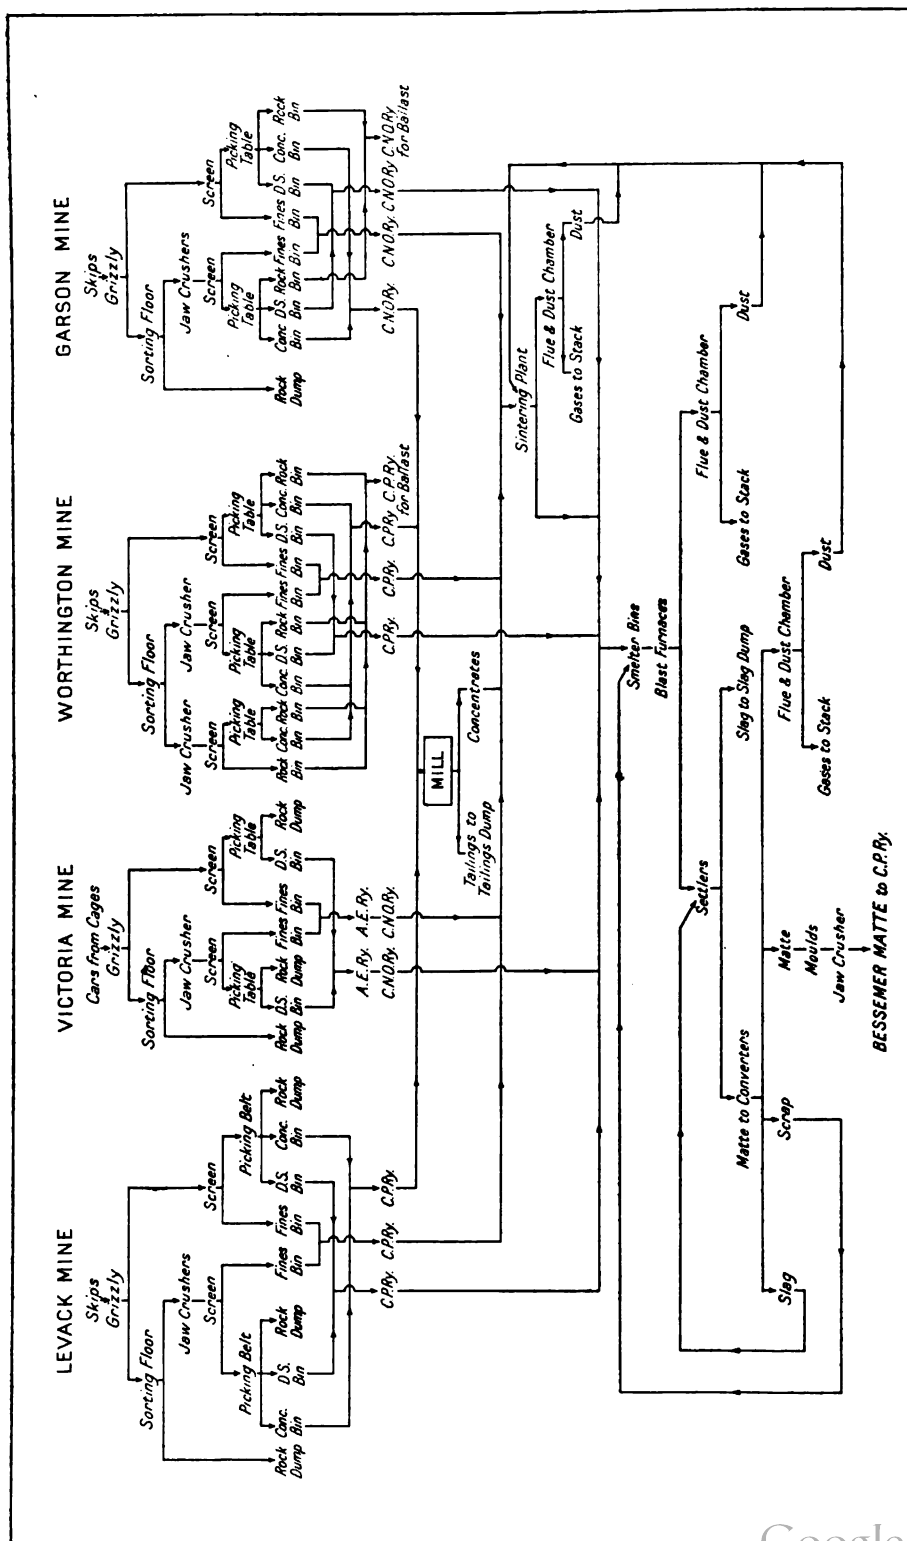 LEVACK MINE
Skips
Grizzly
Sorting Floor
Jaw Crushers
Screen
Screen
Picking Belt
Picking Belt
Rock
Dump
Conc.
Bin
D.S.
Bin
Rock
Dump
Fines
Bin
Fines
Bin
D.S.
Bin
Conc.
Bin
Rock
Dump
C.P.Ry.
C.P.Ry.
C.P.Ry.
VICTORIA MINE
Cars from Cages
Grizzly
Sorting Floor
Jaw Crusher
Screen
Screen
Picking
Table
Picking
Table
Rock
Dump
D.S.
Bin
Rock
Dump
Fines
Bin
Fines
Bin
D.S.
Bin
Rock
Dump
A.E.Ry.
A.E.Ry.
C.N.O.Ry.
C.N.O.Ry.
WORTHINGTON MINE
Skips
Grizzly
Sorting Floor
Jaw Crusher
Jaw Crusher
Screen
Screen
Screen
Picking
Table
Picking
Table
Picking
Table
Rock
Bin
Conc.
Bin
Rock
Bin
Conc.
Bin
D.S.
Bin
Rock
Bin
Fines
Bin
Fines
Bin
D.S.
Bin
Conc.
Bin
Rock
Bin
C.P.Ry.
C.P.Ry.
C.P.Ry.
C.P.Ry.
for Ballast
GARSON MINE
Skips
Grizzly
Sorting Floor
Jaw Crushers
Screen
Screen
Picking
Table
Picking
Table
Rock
Dump
Conc.
Bin
D.S.
Bin
Rock
Bin
Fines
Bin
Fines
Bin
D.S.
Bin
Conc.
Bin
Rock
Bin
C.N.O.Ry.
C.N.O.Ry.
C.N.O.Ry.
C.N.O.Ry.
for Ballast
MILL
Tailings to
Tailings Dump
Concentrates
Sintering Plant
Flue & Dust Chamber
Gases to Stack
Dust
Smelter Bins
Blast Furnaces
Settlers
Flue & Dust Chamber
Matte to Converters
Slag to Slag Dump
Gases to Stack
Dust
Slag
Scrap
Matte
Moulds
Jaw Crusher
BESSEMER MATTE to C.P.Ry.
Flue & Dust Chamber
Gases to Stack
Dust
Google